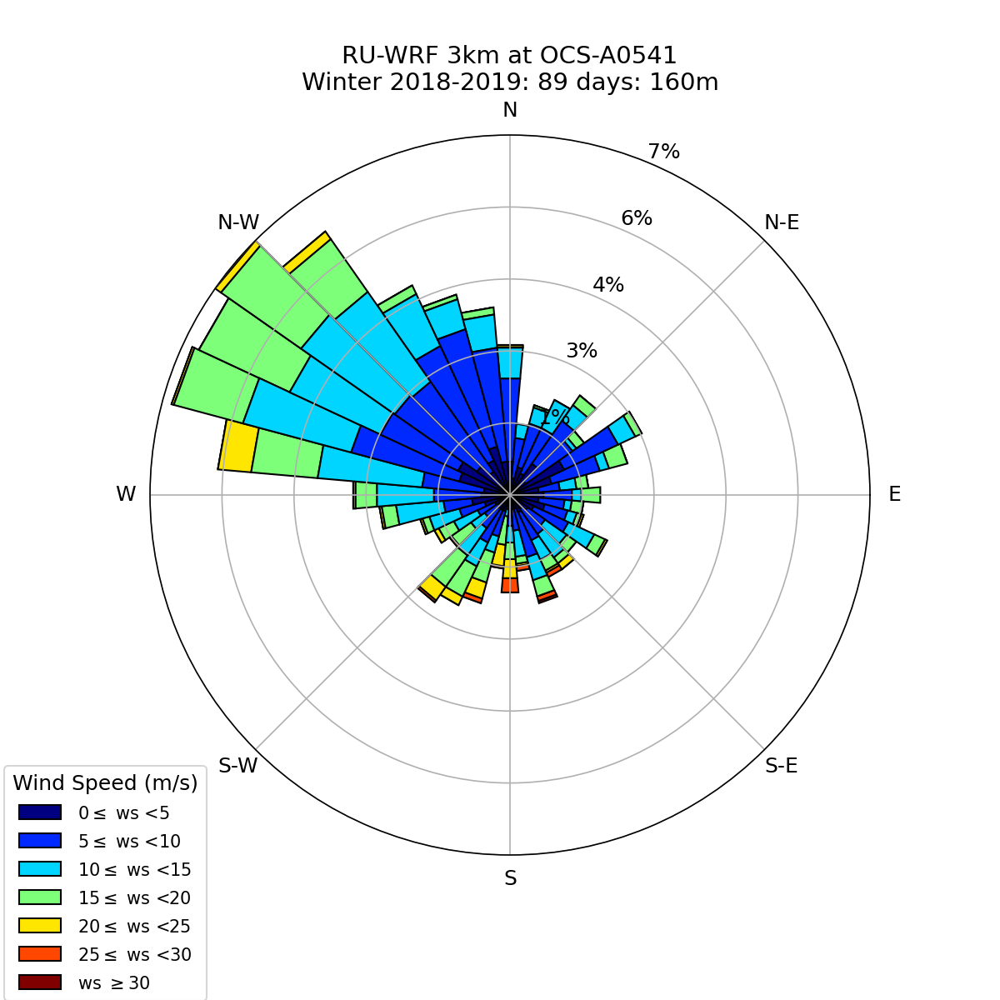 RU-WRF 3km at OCS-A0541
Winter 2018-2019: 89 days: 160m
N
7%
N-W
6%
N-E
4%
3%
1%
W
E
S-W
S-E
S
Wind Speed (m/s)
0≤ ws <5
5≤ ws <10
10≤ ws <15
15≤ ws <20
20≤ ws <25
25≤ ws <30
ws ≥30